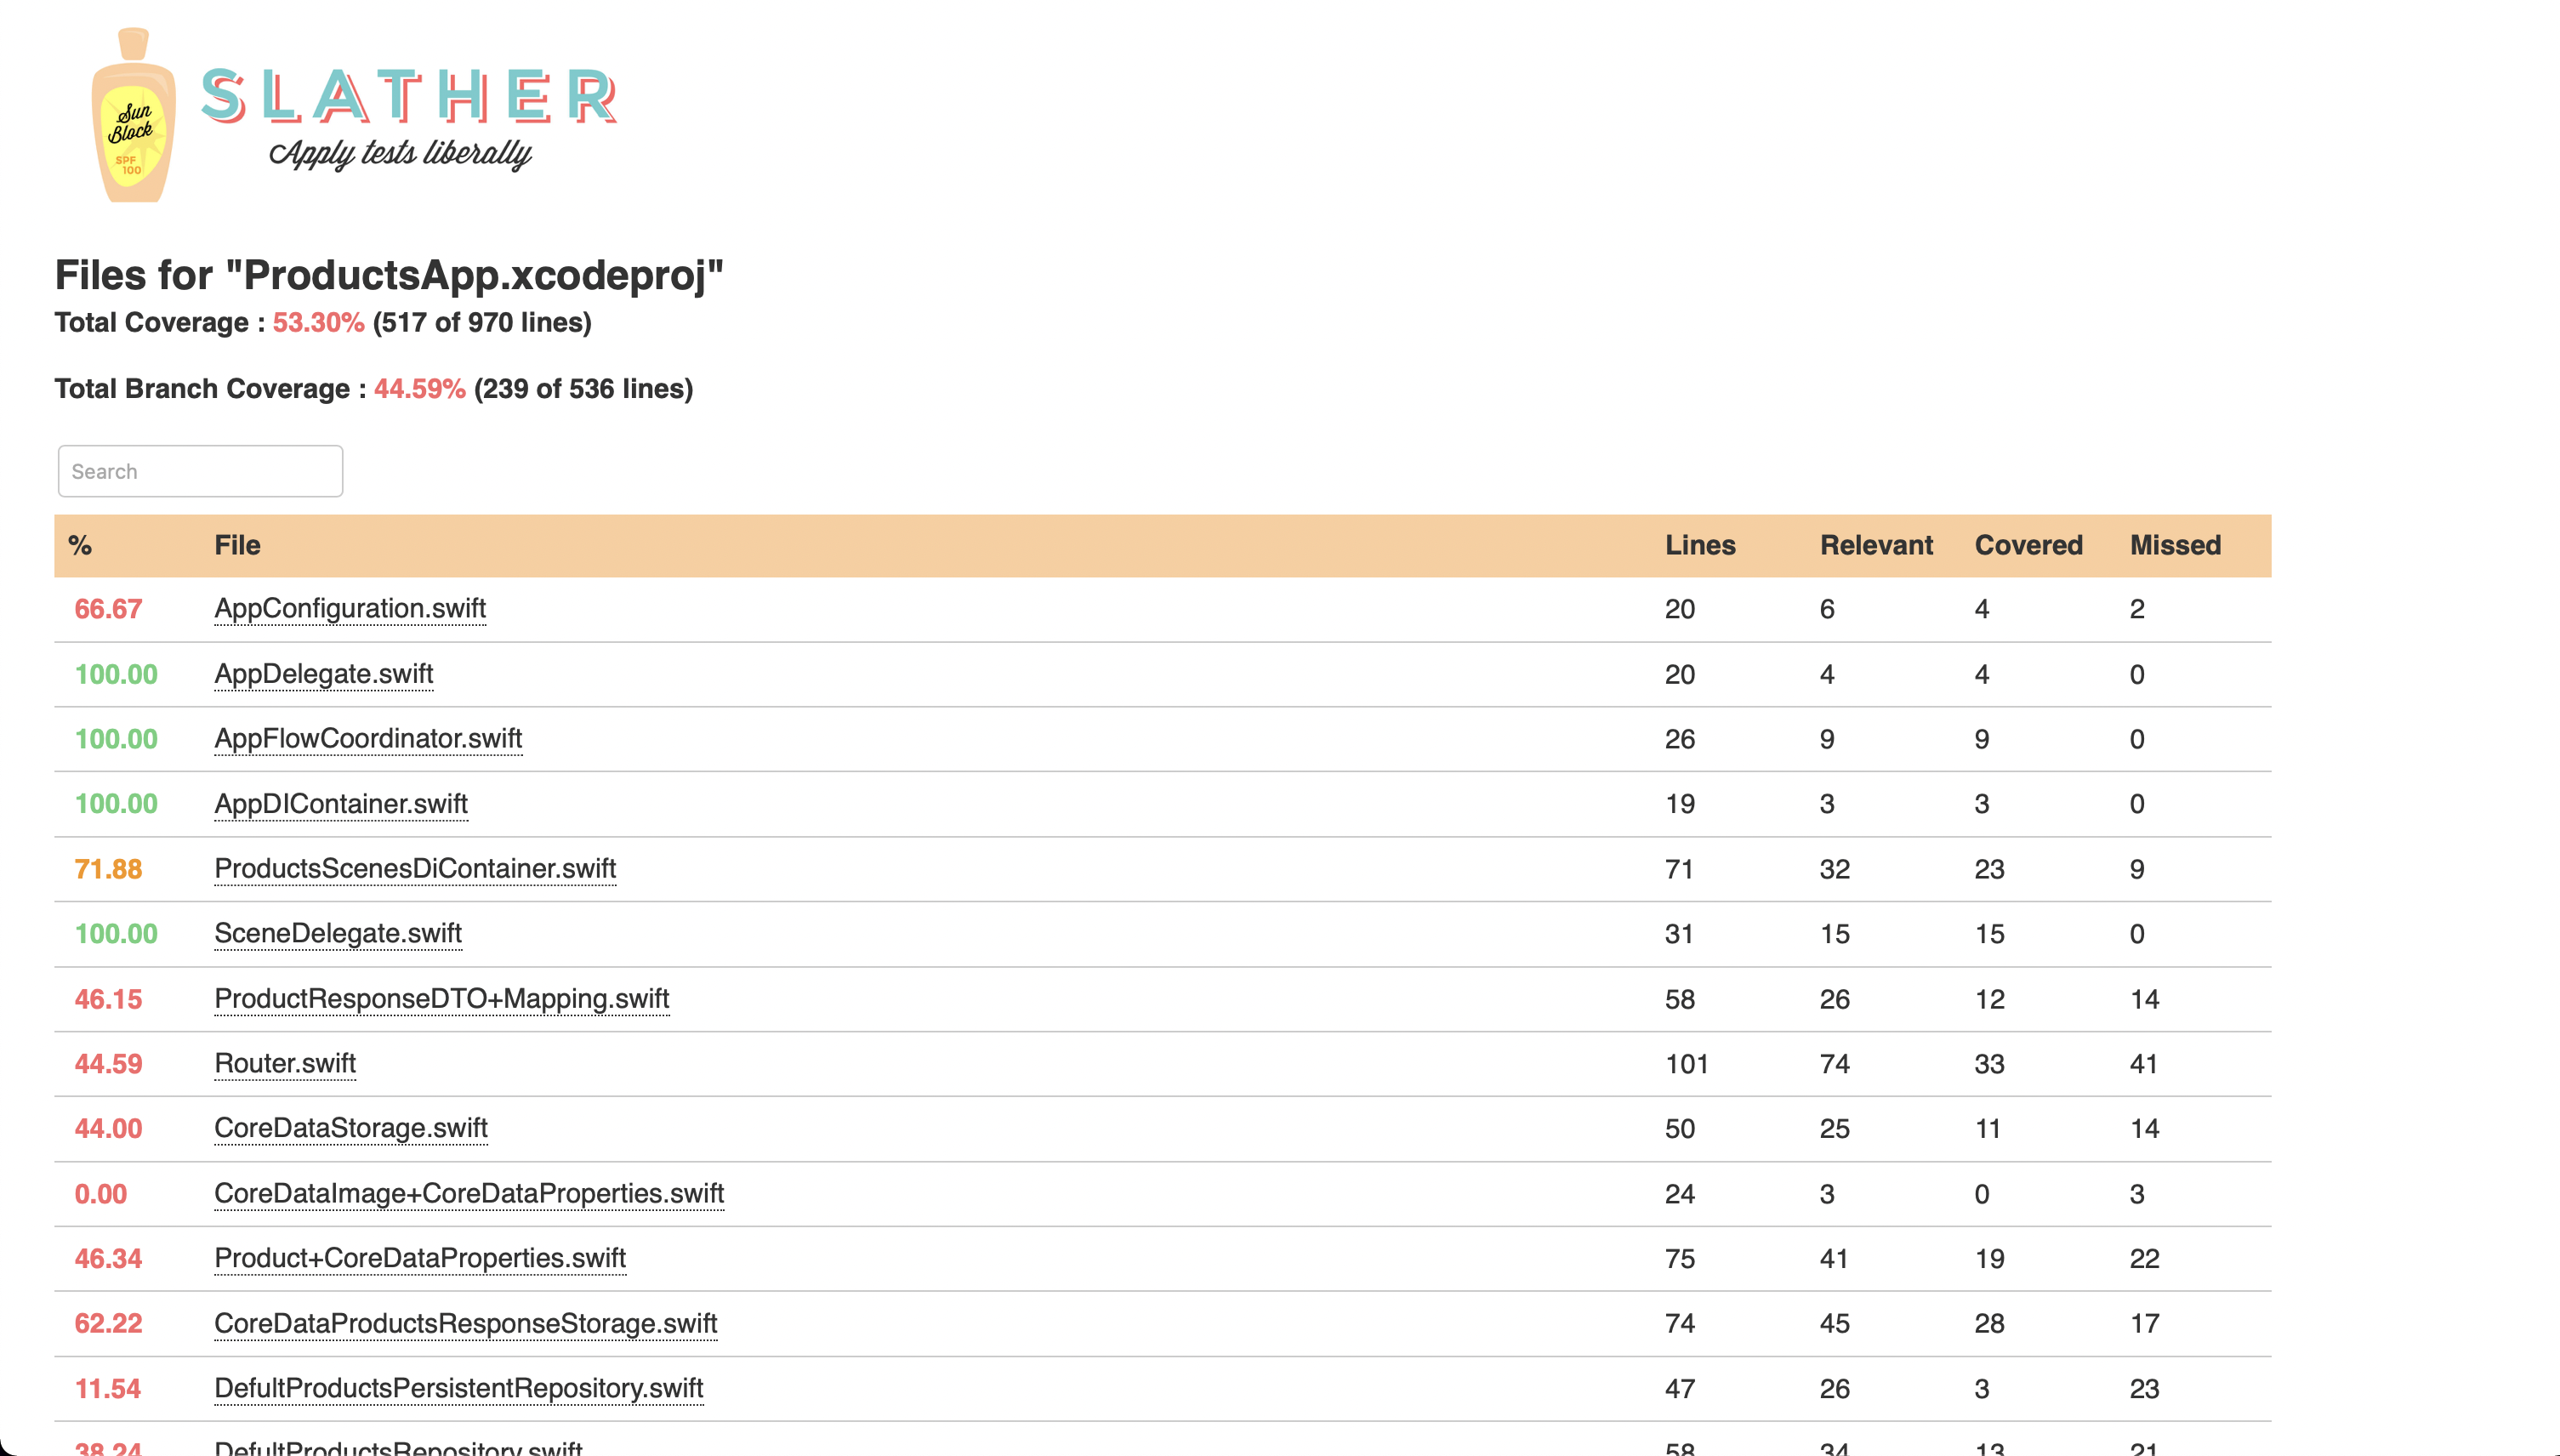 Sun
Block
SPF
100
SLATHER
Apply tests liberally
Files for "ProductsApp.xcodeproj"
Total Coverage : 53.30% (517 of 970 lines)
Total Branch Coverage : 44.59% (239 of 536 lines)
Search
% File Lines Relevant Covered Missed
66.67 AppConfiguration.swift 20 6 4 2
100.00 AppDelegate.swift 20 4 4 0
100.00 AppFlowCoordinator.swift 26 9 9 0
100.00 AppDIContainer.swift 19 3 3 0
71.88 ProductsScenesDiContainer.swift 71 32 23 9
100.00 SceneDelegate.swift 31 15 15 0
46.15 ProductResponseDTO+Mapping.swift 58 26 12 14
44.59 Router.swift 101 74 33 41
44.00 CoreDataStorage.swift 50 25 11 14
0.00 CoreDataImage+CoreDataProperties.swift 24 3 0 3
46.34 Product+CoreDataProperties.swift 75 41 19 22
62.22 CoreDataProductsResponseStorage.swift 74 45 28 17
11.54 DefultProductsPersistentRepository.swift 47 26 3 23
38.24 DefultProductsRepository.swift 58 34 13 21